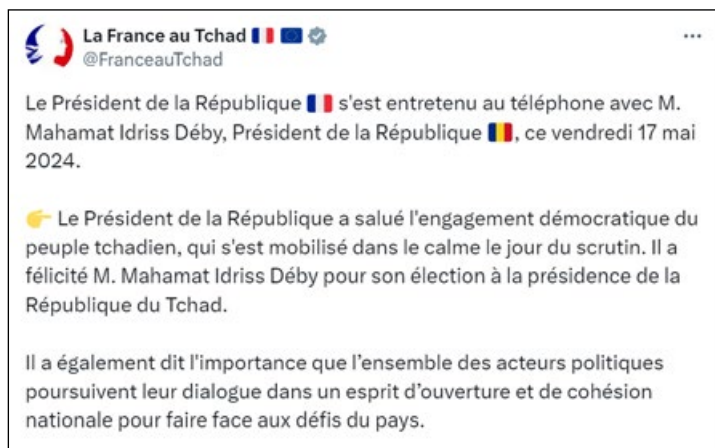 La France au Tchad 🇫🇷 🇪🇺
@FranceauTchad
Le Président de la République 🇫🇷 s'est entretenu au téléphone avec M.
Mahamat Idriss Déby, Président de la République 🇹🇩, ce vendredi 17 mai
2024.
👉 Le Président de la République a salué l'engagement démocratique du
peuple tchadien, qui s'est mobilisé dans le calme le jour du scrutin. Il a
félicité M. Mahamat Idriss Déby pour son élection à la présidence de la
République du Tchad.
Il a également dit l'importance que l’ensemble des acteurs politiques
poursuivent leur dialogue dans un esprit d’ouverture et de cohésion
nationale pour faire face aux défis du pays.